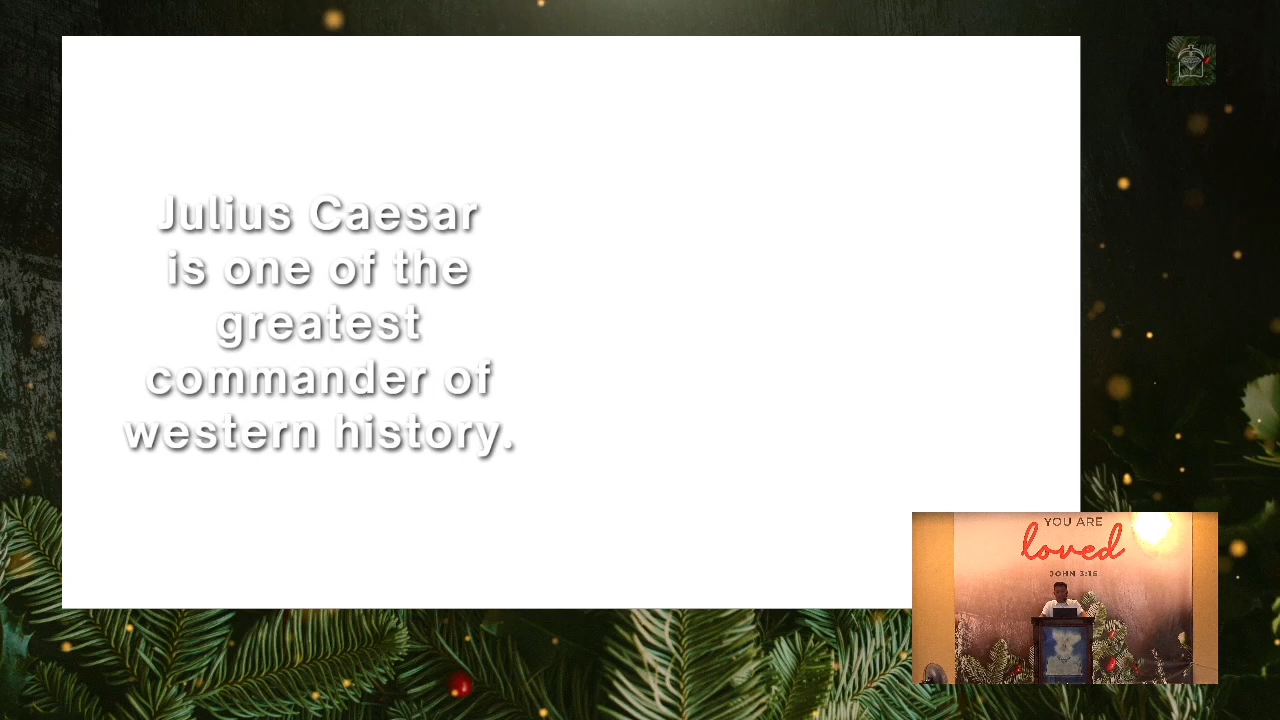 Julius Caesar
is one of the
greatest
commander of
western history.
YOU ARE
loved
JOHN 3:16